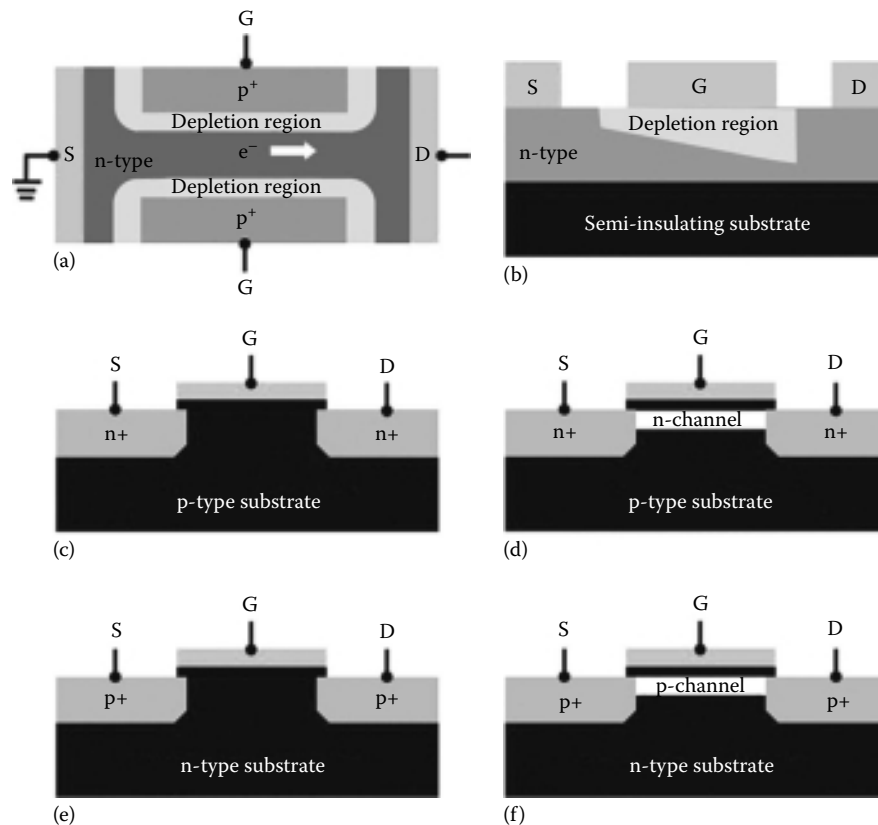 G
p+
Depletion region
S
n-type
e−
D
Depletion region
p+
(a)
G
S
G
D
Depletion region
n-type
Semi-insulating substrate
(b)
G
S
D
n+
n+
p-type substrate
(c)
G
S
D
n-channel
n+
n+
p-type substrate
(d)
G
S
D
p+
p+
n-type substrate
(e)
G
S
D
p-channel
p+
p+
n-type substrate
(f)